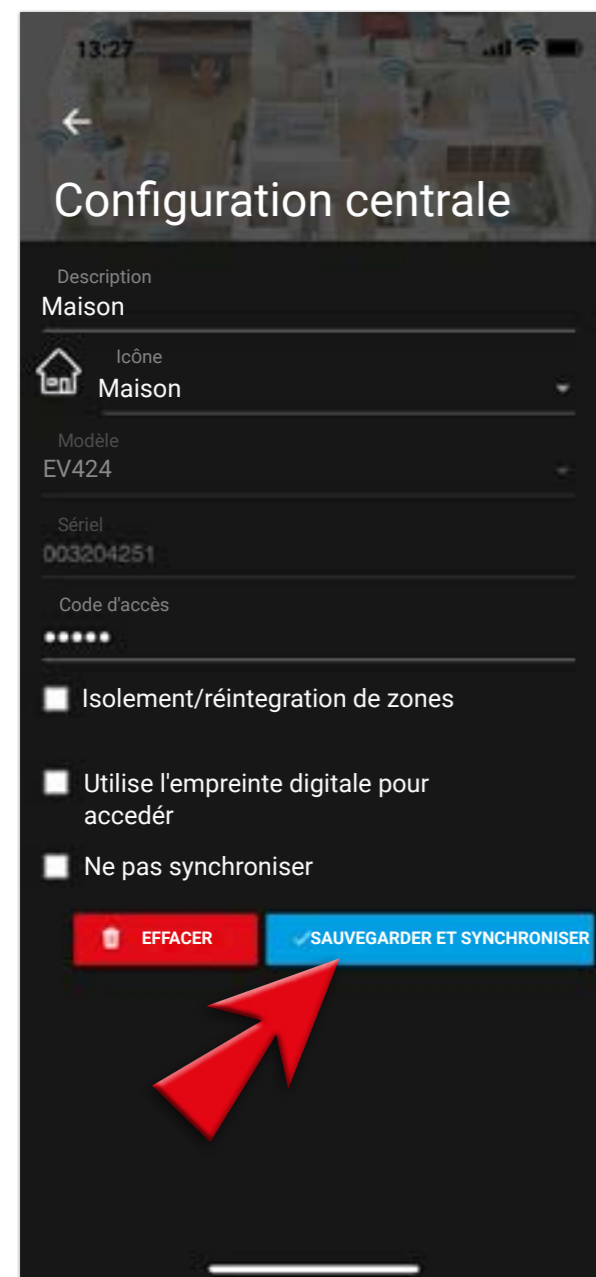 13:27
Configuration centrale
Description
Maison
Icône
Maison
Modèle
EV424
Sériel
003204251
Code d'accès
•••••
Isolement/réintegration de zones
Utilise l'empreinte digitale pour
accedér
Ne pas synchroniser
EFFACER
SAUVEGARDER ET SYNCHRONISER